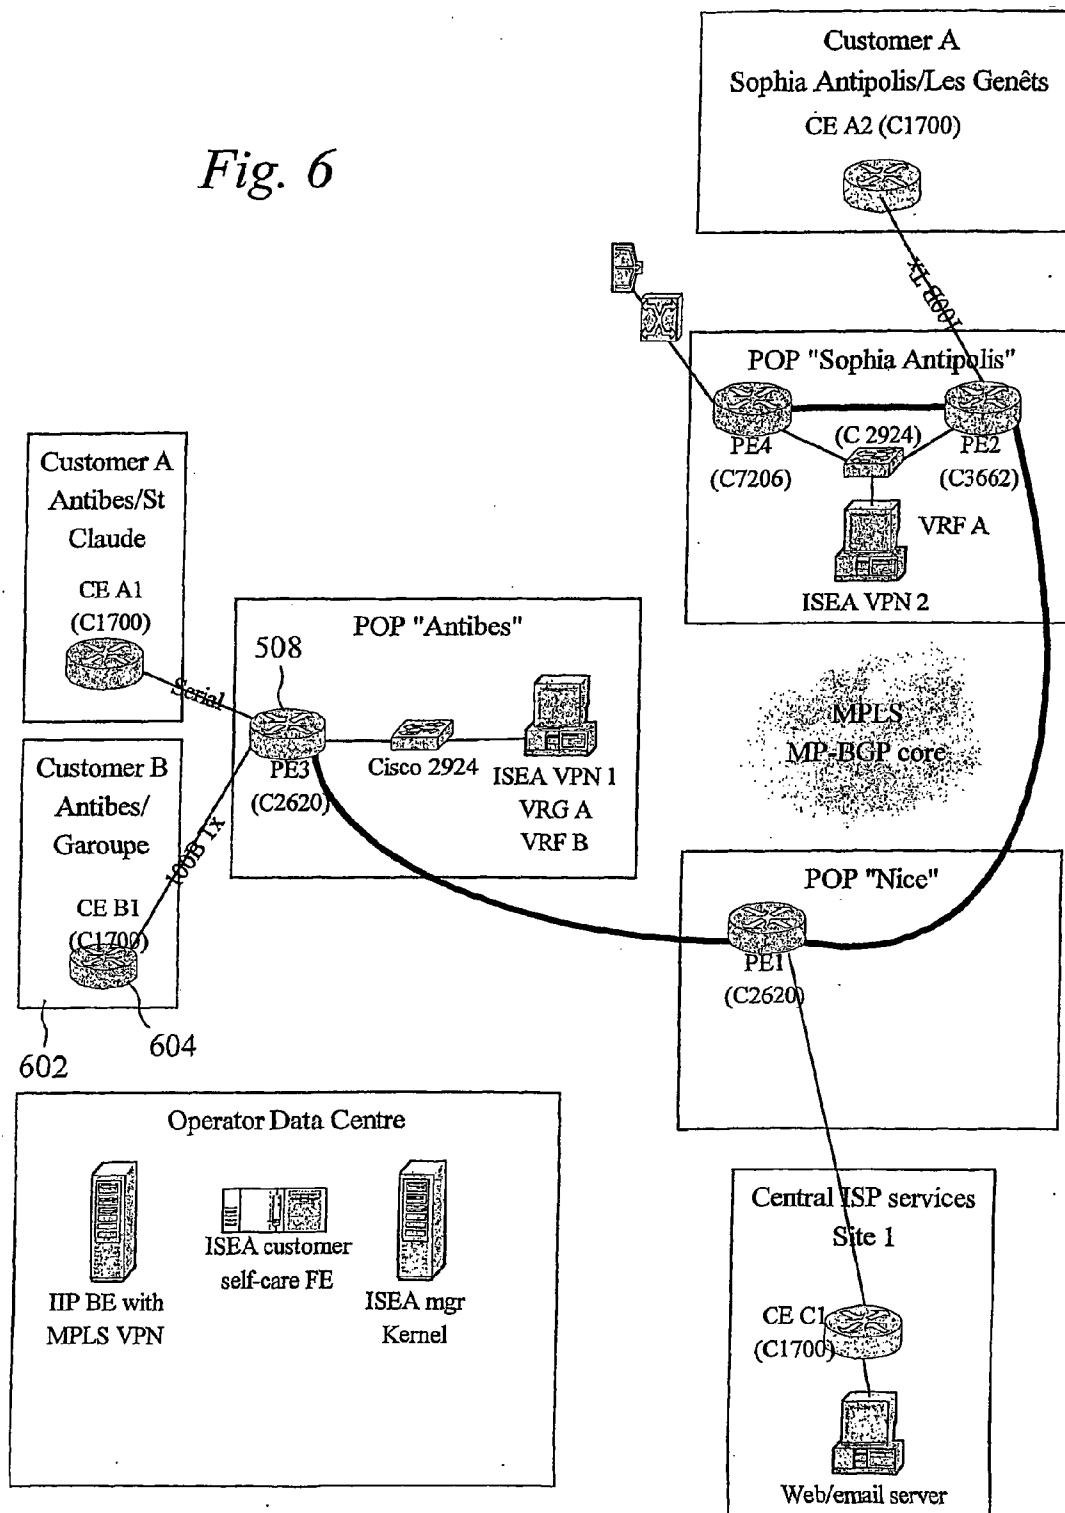 Fig. 6
Customer A
Sophia Antipolis/Les Genêts
CE A2 (C1700)
100B Tx
POP "Sophia Antipolis"
(C 2924)
PE4
(C7206)
PE2
(C3662)
VRF A
ISEA VPN 2
Customer A
Antibes/St
Claude
CE A1
(C1700)
Serial
POP "Antibes"
508
PE3
(C2620)
Cisco 2924
ISEA VPN 1
VRG A
VRF B
MPLS
MP-BGP core
Customer B
Antibes/
Garoupe
100B Tx
CE B1
(C1700)
602
604
POP "Nice"
PE1
(C2620)
Operator Data Centre
IIP BE with
MPLS VPN
ISEA customer
self-care FE
ISEA mgr
Kernel
Central ISP services
Site 1
CE C1
(C1700)
Web/email server